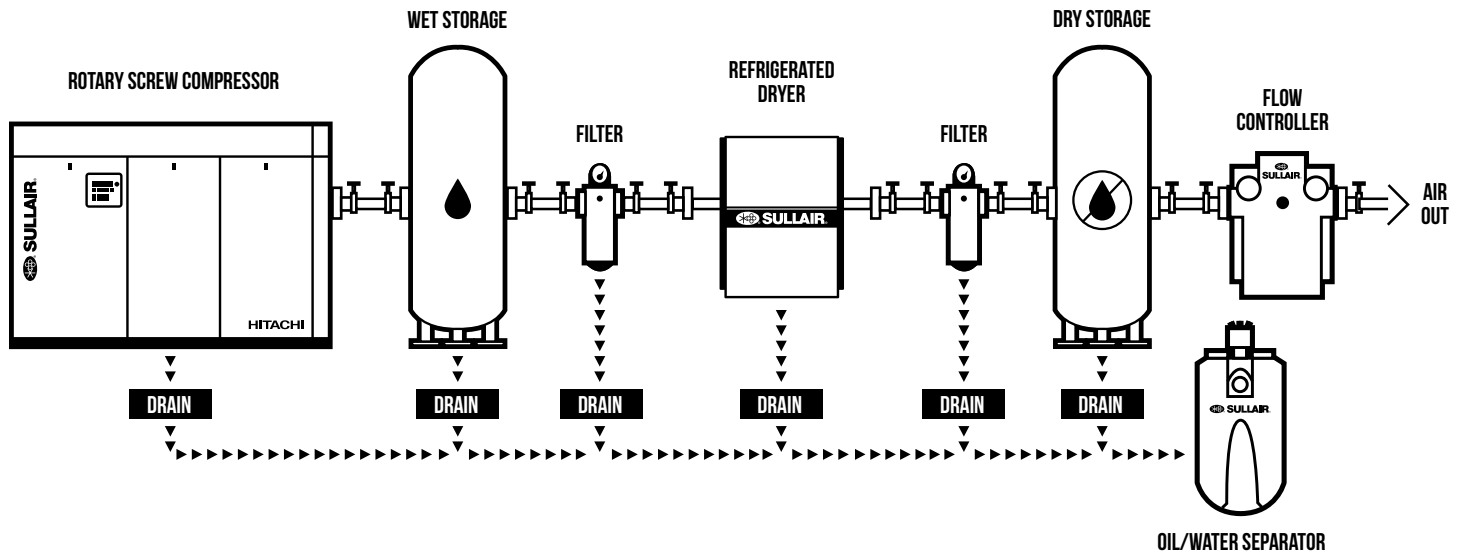 WET STORAGE
DRY STORAGE
ROTARY SCREW COMPRESSOR
REFRIGERATED
DRYER
FLOW
CONTROLLER
FILTER
FILTER
SULLAIR
SULLAIR
SULLAIR
AIR
OUT
HITACHI
DRAIN
DRAIN
DRAIN
DRAIN
DRAIN
DRAIN
SULLAIR
OIL/WATER SEPARATOR